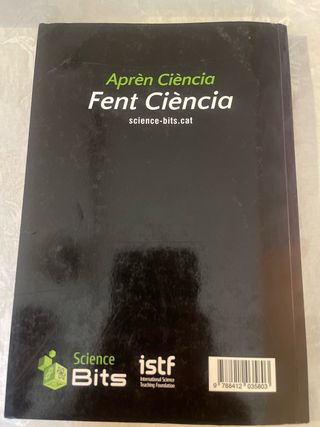 Aprèn Ciència
Fent Ciència
science-bits.cat
Science
Bits
istf
International Science
Teaching Foundation
9 788412 035803